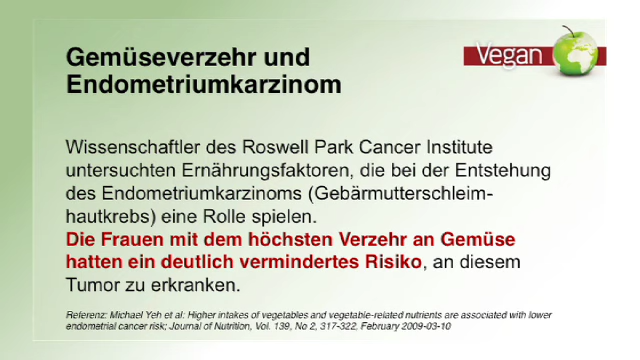 Gemüseverzehr und
Endometriumkarzinom
Vegan
Wissenschaftler des Roswell Park Cancer Institute
untersuchten Ernährungsfaktoren, die bei der Entstehung
des Endometriumkarzinoms (Gebärmutterschleim-
hautkrebs) eine Rolle spielen.
Die Frauen mit dem höchsten Verzehr an Gemüse
hatten ein deutlich vermindertes Risiko, an diesem
Tumor zu erkranken.
Referenz: Michael Yeh et al: Higher intakes of vegetables and vegetable-related nutrients are associated with lower
endometrial cancer risk; Journal of Nutrition, Vol. 139, No 2, 317-322, February 2009-03-10